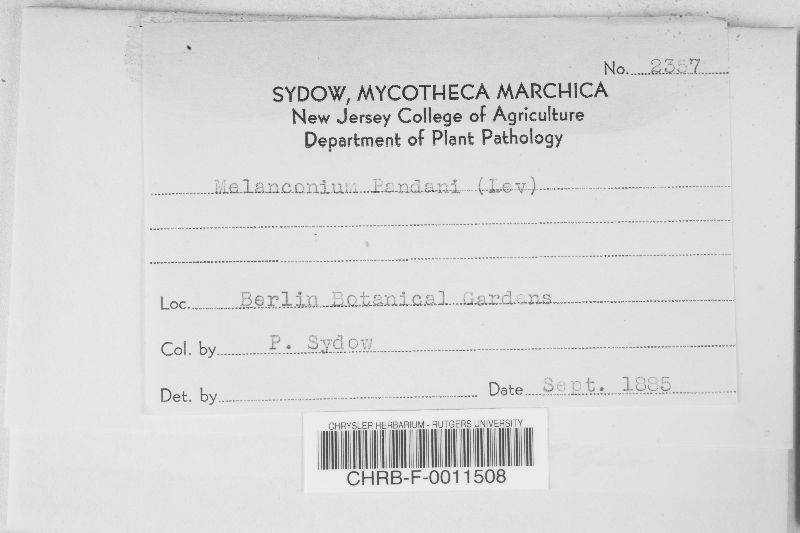 No. 2357
SYDOW, MYCOTHECA MARCHICA
New Jersey College of Agriculture
Department of Plant Pathology
Melanconium Pandani (Lev)
Loc. Berlin Botanical Gardens
Col. by P. Sydow
Det. by
Date Sept. 1885
CHRYSLER HERBARIUM - RUTGERS UNIVERSITY
CHRB-F-0011508